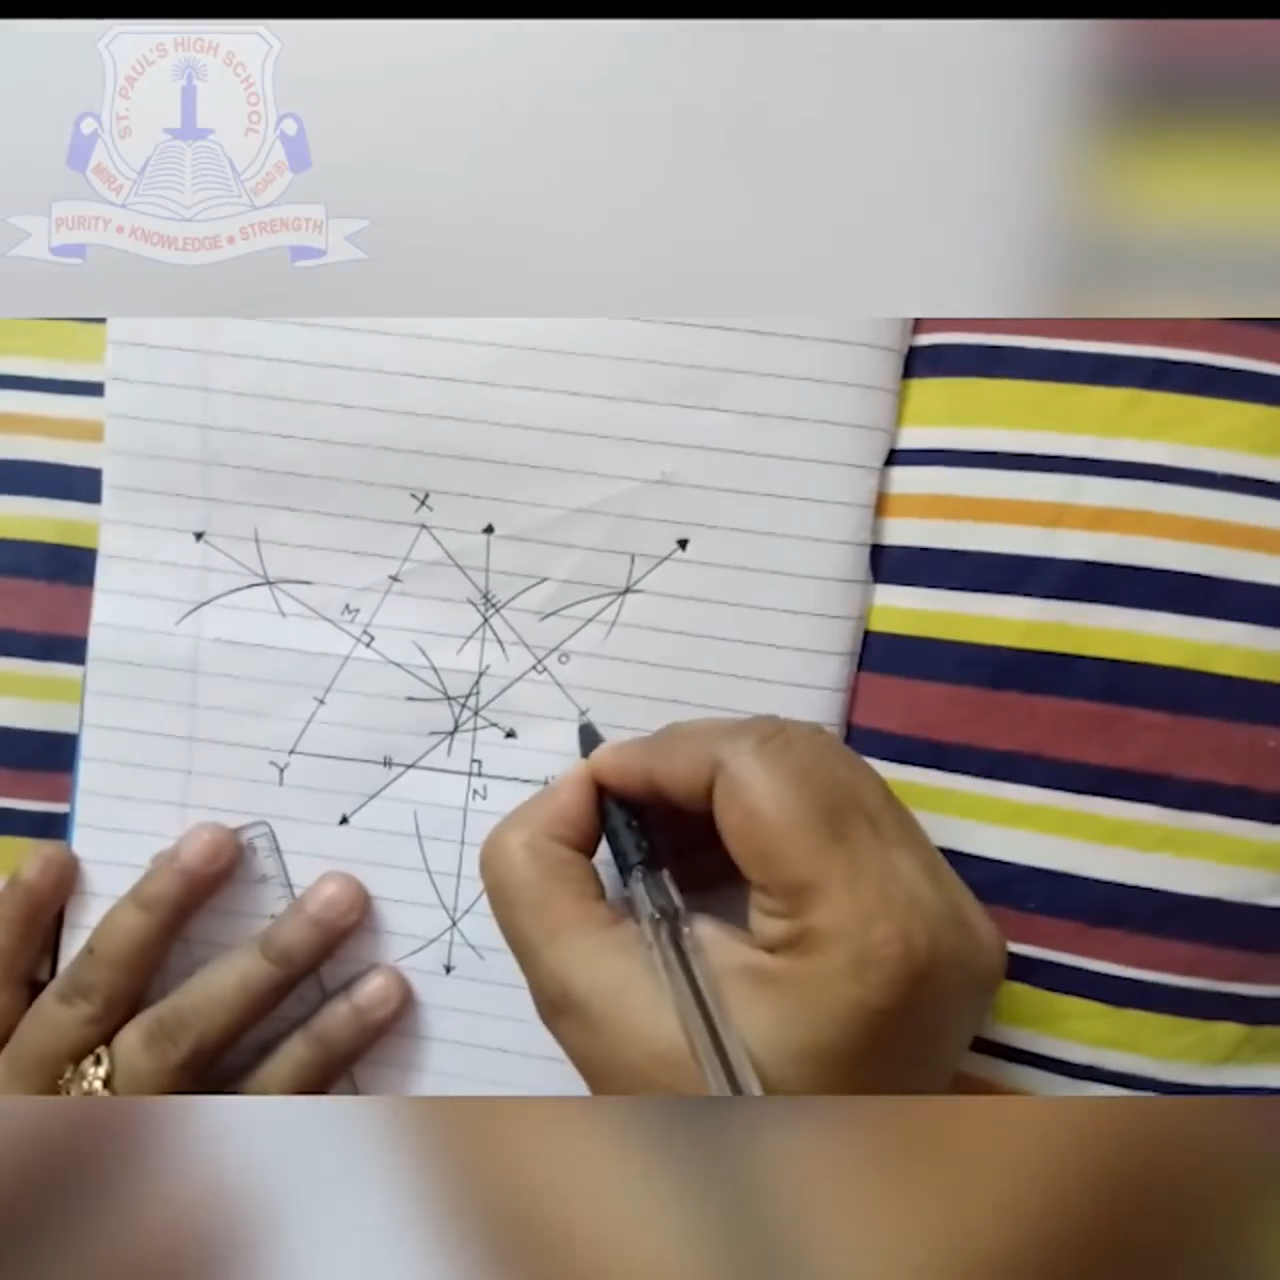 ST. PAUL'S HIGH SCHOOL
MIRA ROAD (E)
PURITY • KNOWLEDGE • STRENGTH
X
M
O
Y
N